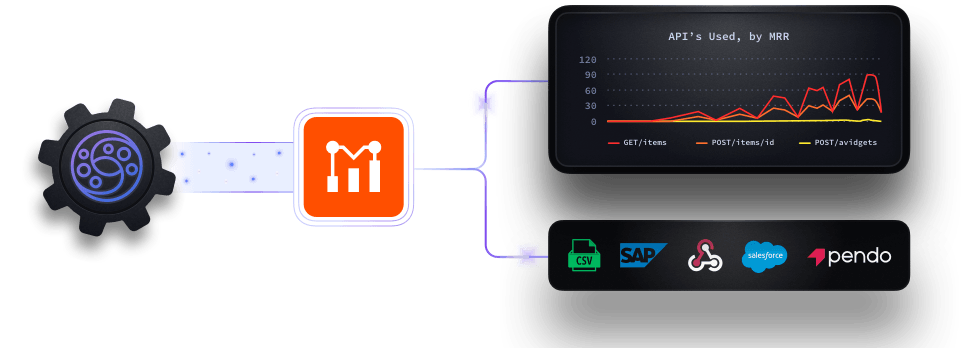 API's Used, by MRR
120
90
60
30
0
GET/items
POST/items/id
POST/avidgets
CSV
SAP
salesforce
pendo